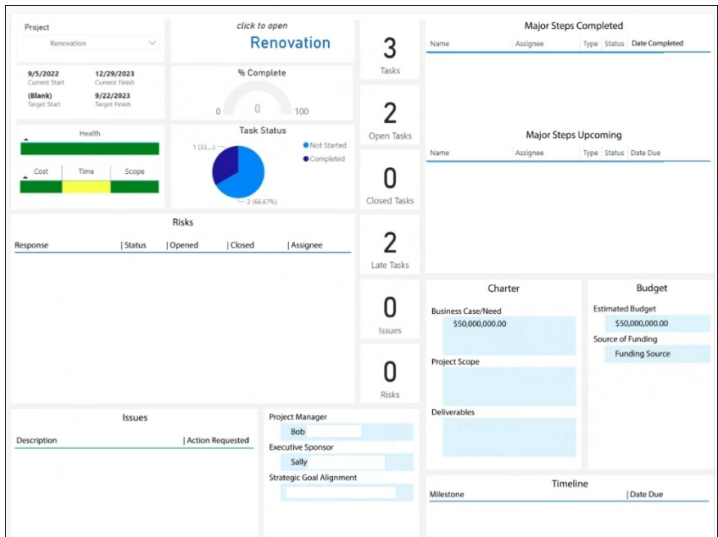 Project
Renovation
click to open
Renovation
9/5/2022 12/29/2023
Current Start Current Finish
(Blank) 9/22/2023
Target Start Target Finish
% Complete
0 0 100
Health
Cost Time Scope
Task Status
1 (33....)
Not Started
Completed
2 (66.67%)
3
Tasks
2
Open Tasks
0
Closed Tasks
2
Late Tasks
0
Issues
0
Risks
Major Steps Completed
Name Assignee Type Status Date Completed
Major Steps Upcoming
Name Assignee Type Status Date Due
Risks
Response | Status | Opened | Closed | Assignee
Charter
Business Case/Need
$50,000,000.00
Project Scope
Deliverables
Budget
Estimated Budget
$50,000,000.00
Source of Funding
Funding Source
Issues
Description | Action Requested
Project Manager
Bob
Executive Sponsor
Sally
Strategic Goal Alignment
Timeline
Milestone | Date Due